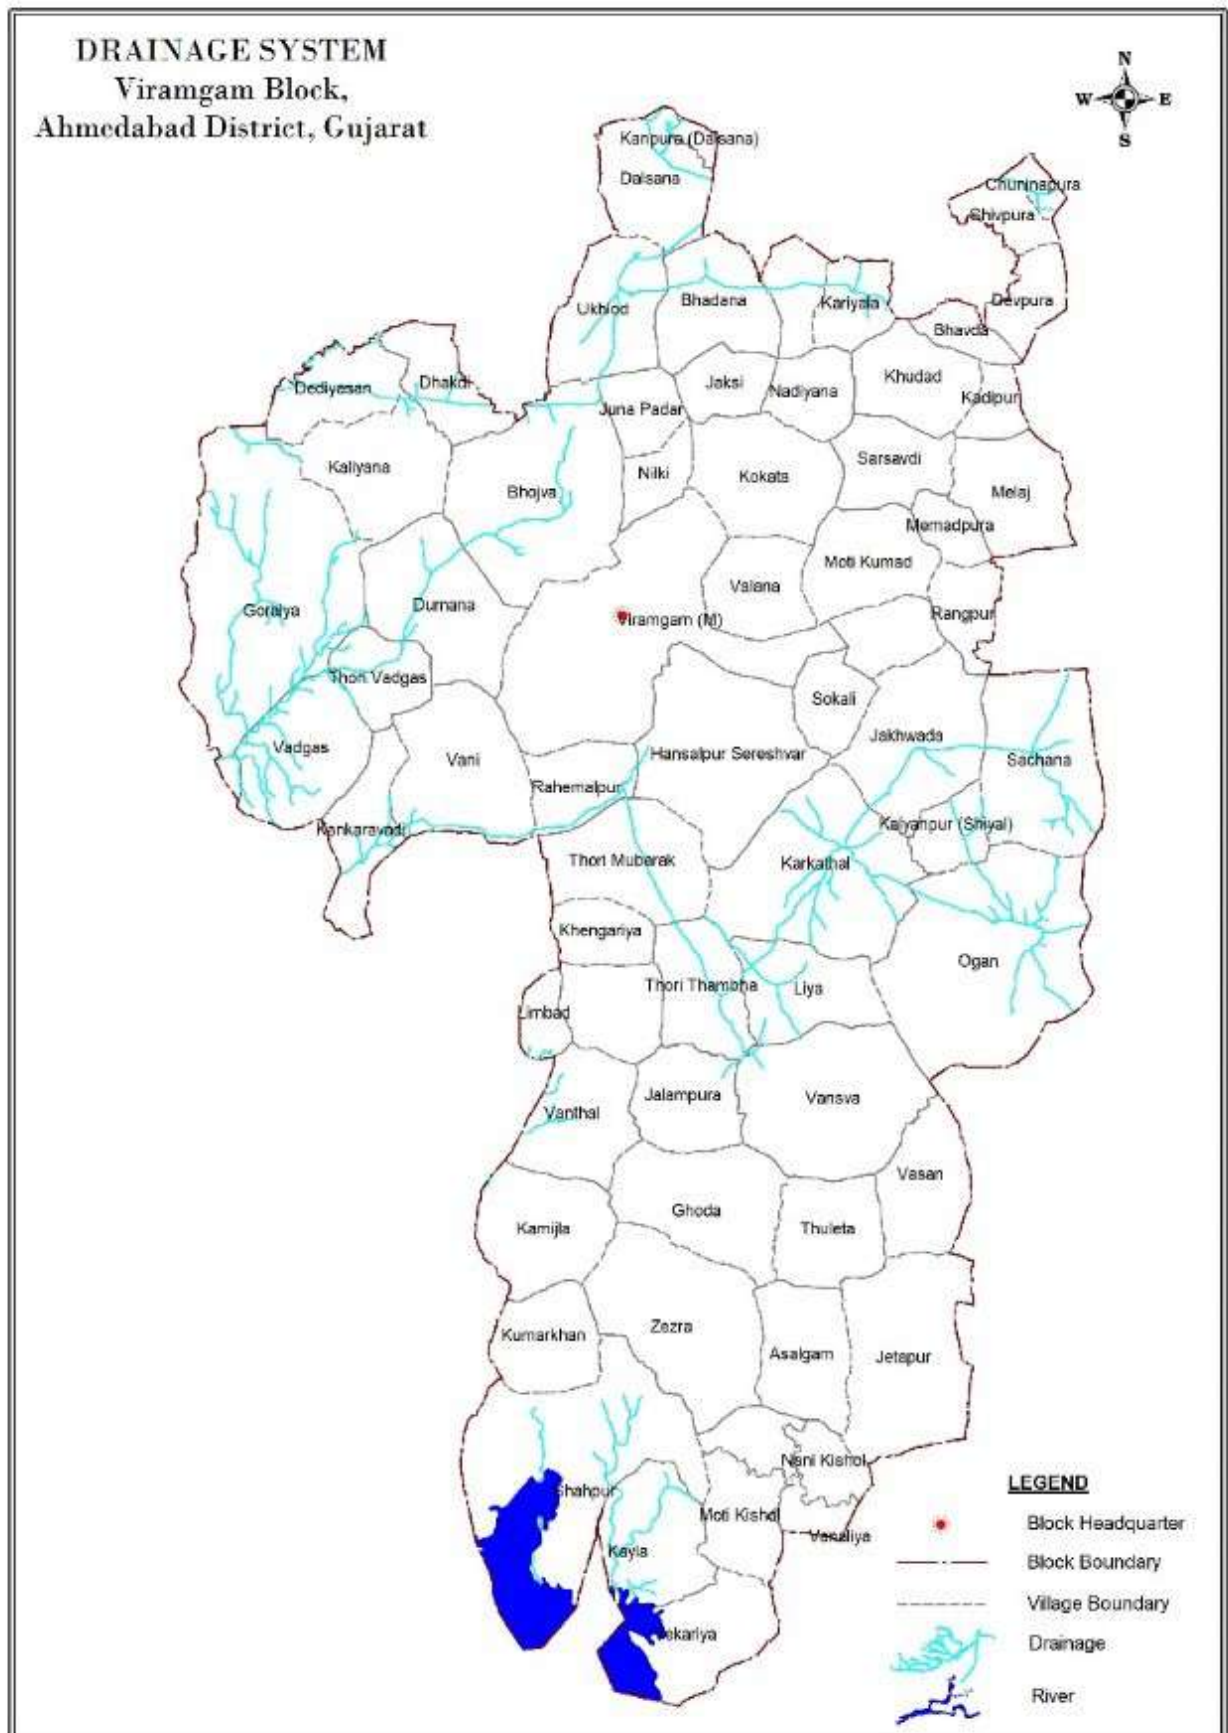 DRAINAGE SYSTEM
Viramgam Block,
Ahmedabad District, Gujarat
N
W E
S
Kanpura (Dalsana)
Dalsana
Chuninapura
Shivpura
Ukhlod
Bhadana
Kariyala
Devpura
Bhavda
Dediyasan
Dhakdi
Juna Padar
Jaksi
Nadiyana
Khudad
Kadipur
Kaliyana
Bhojva
Nilki
Kokata
Sarsavdi
Melaj
Memadpura
Moti Kumad
Valana
Goraiya
Dumana
Viramgam (M)
Rangpur
Thori Vadgas
Sokali
Vadgas
Vani
Hansalpur Sereshvar
Jakhwada
Sachana
Rahemalpur
Kankaravadi
Kalyanpur (Shiyal)
Thori Mubarak
Karkathal
Khengariya
Ogan
Thori Thambha
Liya
Limbad
Vanthal
Jalampura
Vansva
Vasan
Kamijla
Ghoda
Thuleta
Kumarkhan
Zezra
Asalgam
Jetapur
Nani Kishol
Shahpur
Moti Kishol
Vanaliya
Kayla
ekariya
LEGEND
Block Headquarter
Block Boundary
Village Boundary
Drainage
River